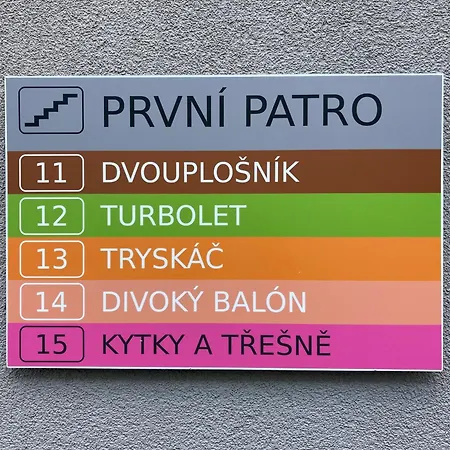 PRVNÍ PATRO
11 DVOUPLOŠNÍK
12 TURBOLET
13 TRYSKÁČ
14 DIVOKÝ BALÓN
15 KYTKY A TŘEŠNĚ